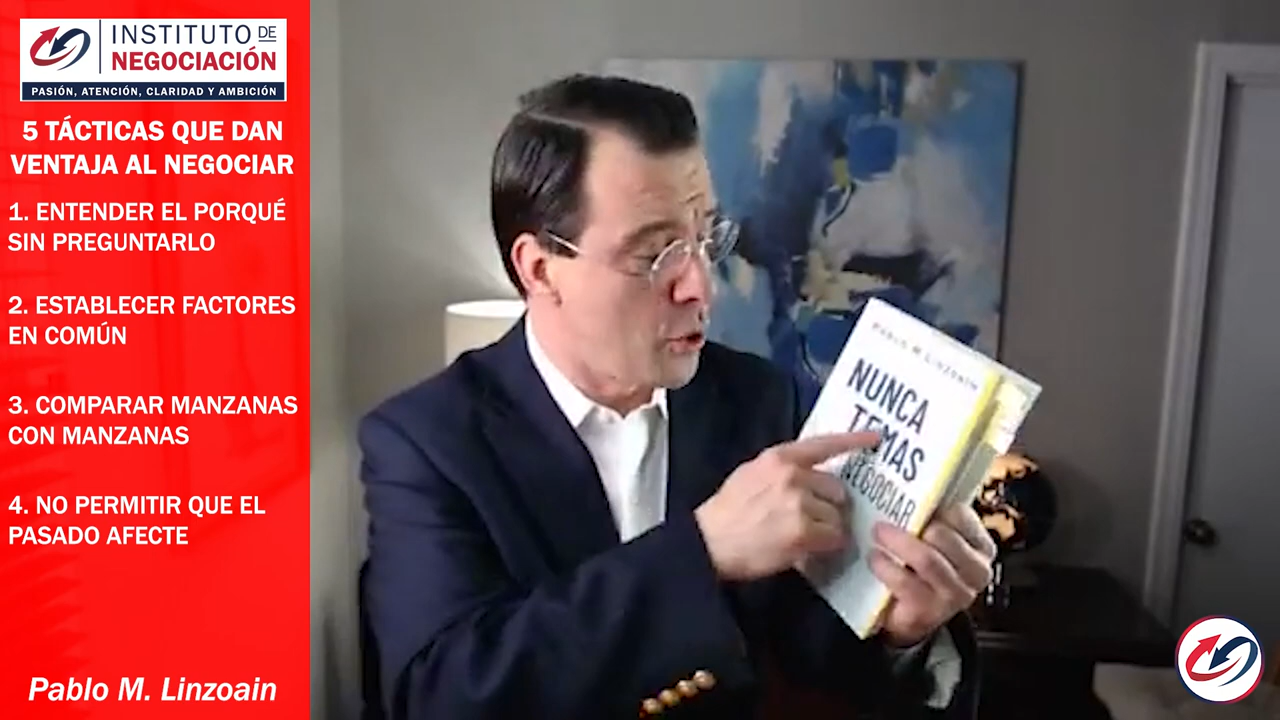 INSTITUTO DE
NEGOCIACIÓN
PASIÓN, ATENCIÓN, CLARIDAD Y AMBICIÓN
5 TÁCTICAS QUE DAN
VENTAJA AL NEGOCIAR
1. ENTENDER EL PORQUÉ
SIN PREGUNTARLO
2. ESTABLECER FACTORES
EN COMÚN
3. COMPARAR MANZANAS
CON MANZANAS
4. NO PERMITIR QUE EL
PASADO AFECTE
Pablo M. Linzoain
PABLO M. LINZOAIN
NUNCA
TEMAS
NEGOCIAR